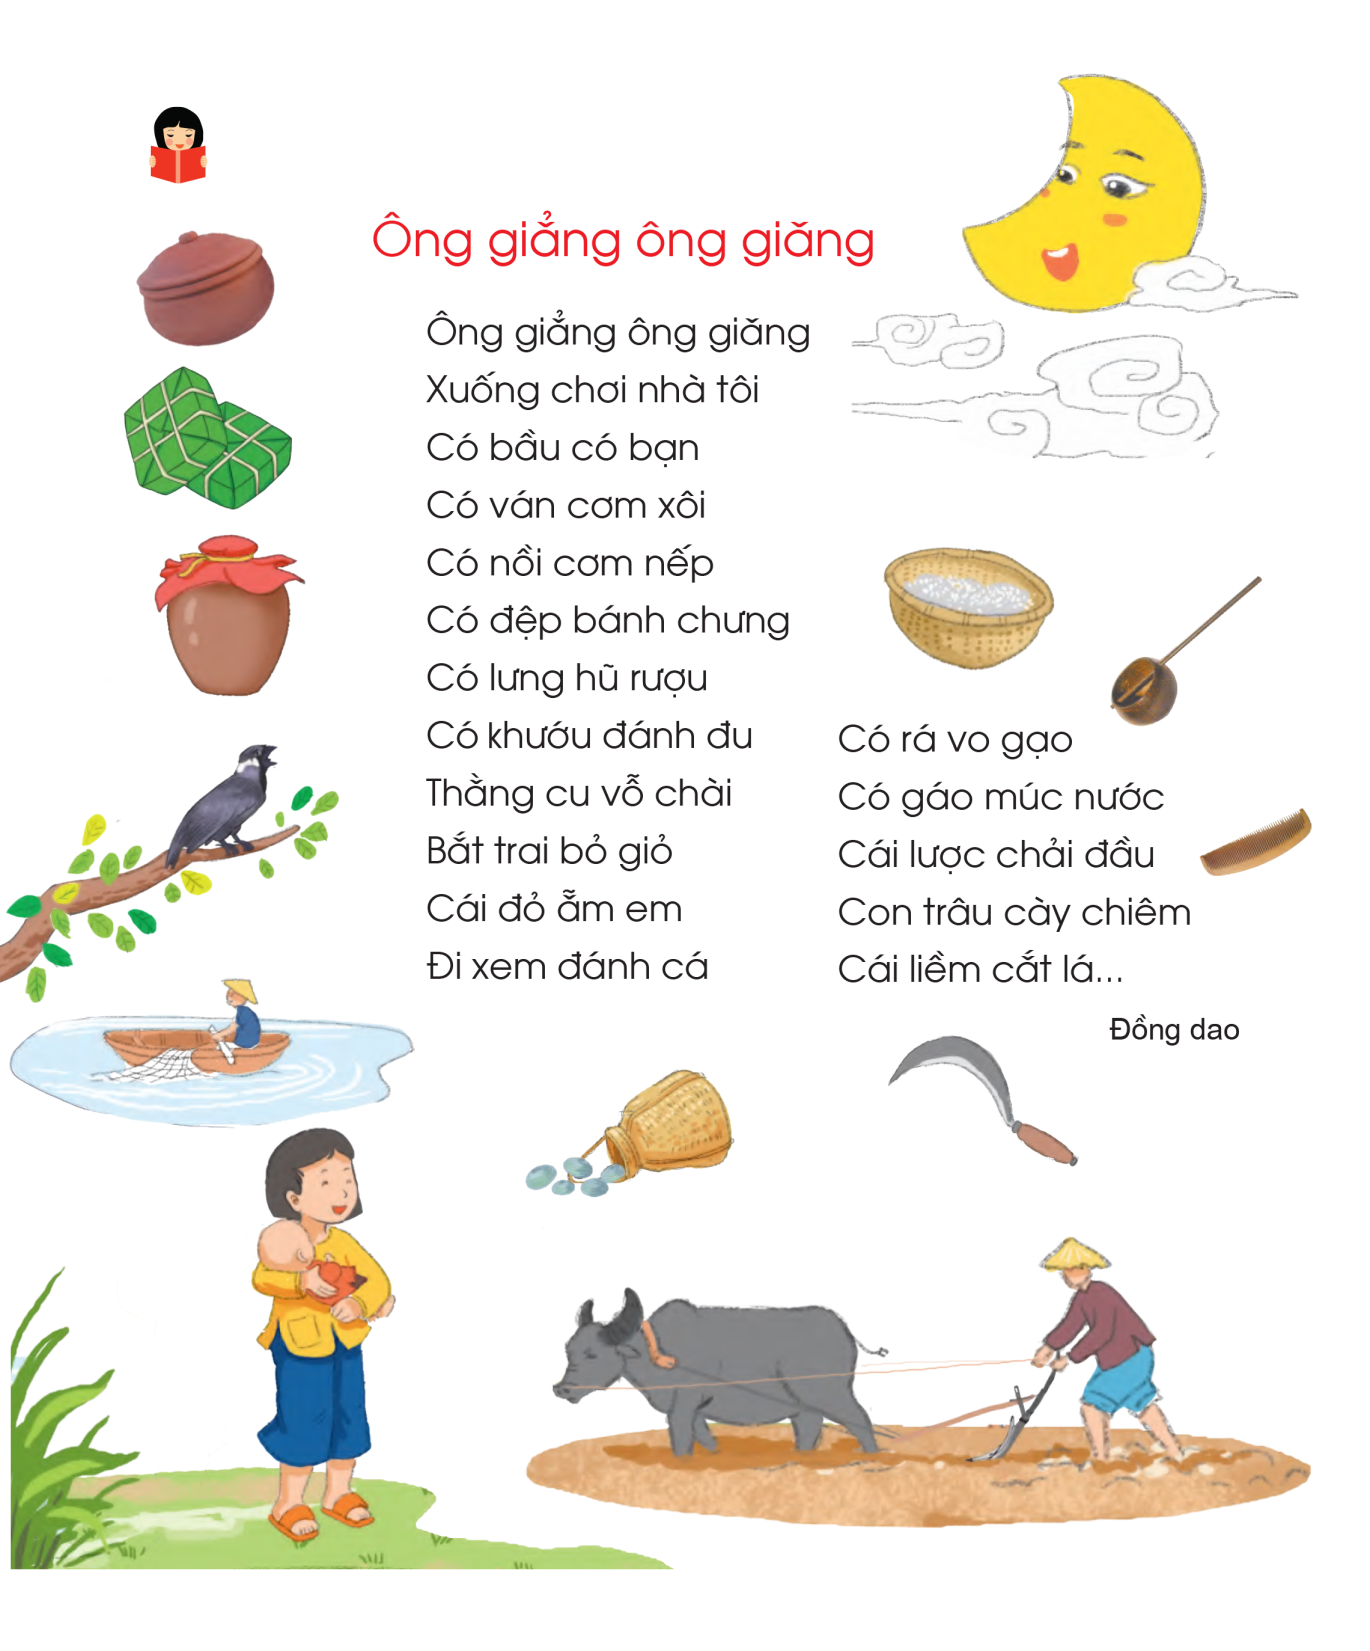 Ông giẳng ông giăng
Ông giẳng ông giăng
Xuống chơi nhà tôi
Có bầu có bạn
Có ván cơm xôi
Có nồi cơm nếp
Có đệp bánh chưng
Có lưng hũ rượu
Có khướu đánh đu
Thằng cu vỗ chài
Bắt trai bỏ giỏ
Cái đỏ ẵm em
Đi xem đánh cá
Có rá vo gạo
Có gáo múc nước
Cái lược chải đầu
Con trâu cày chiêm
Cái liềm cắt lá...
Đồng dao